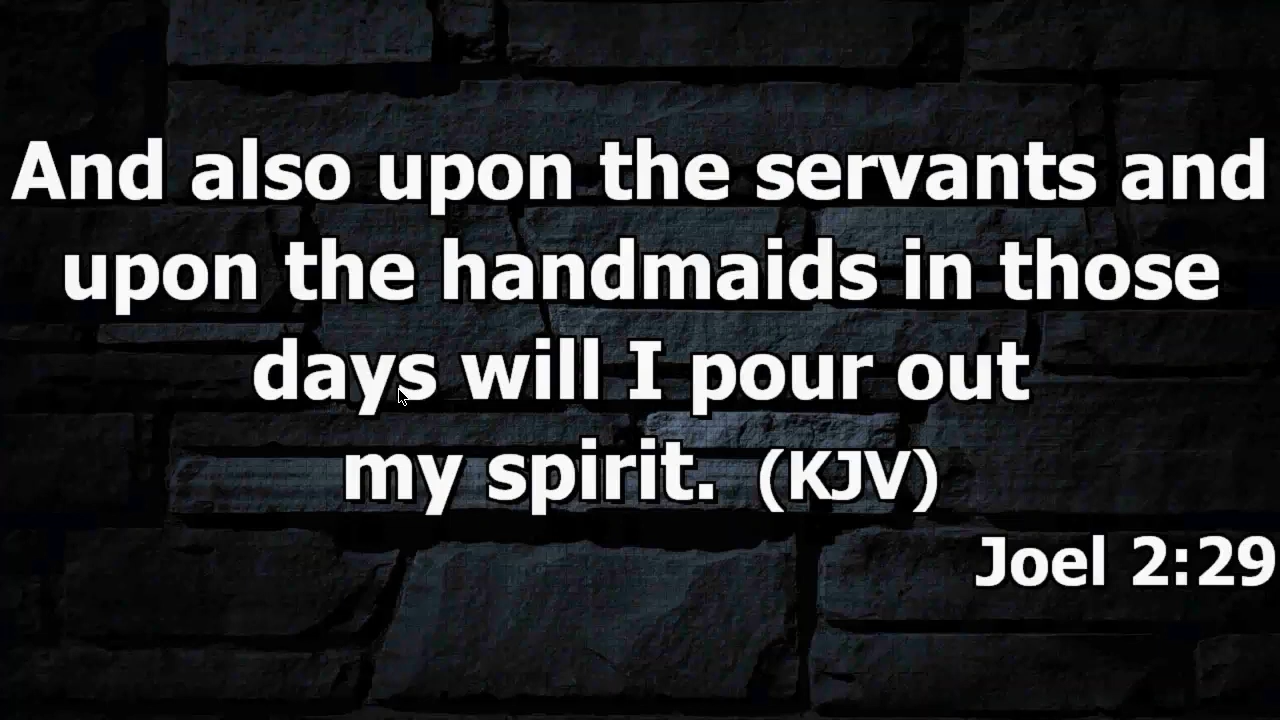 And also upon the servants and
upon the handmaids in those
days will I pour out
my spirit. (KJV)
Joel 2:29